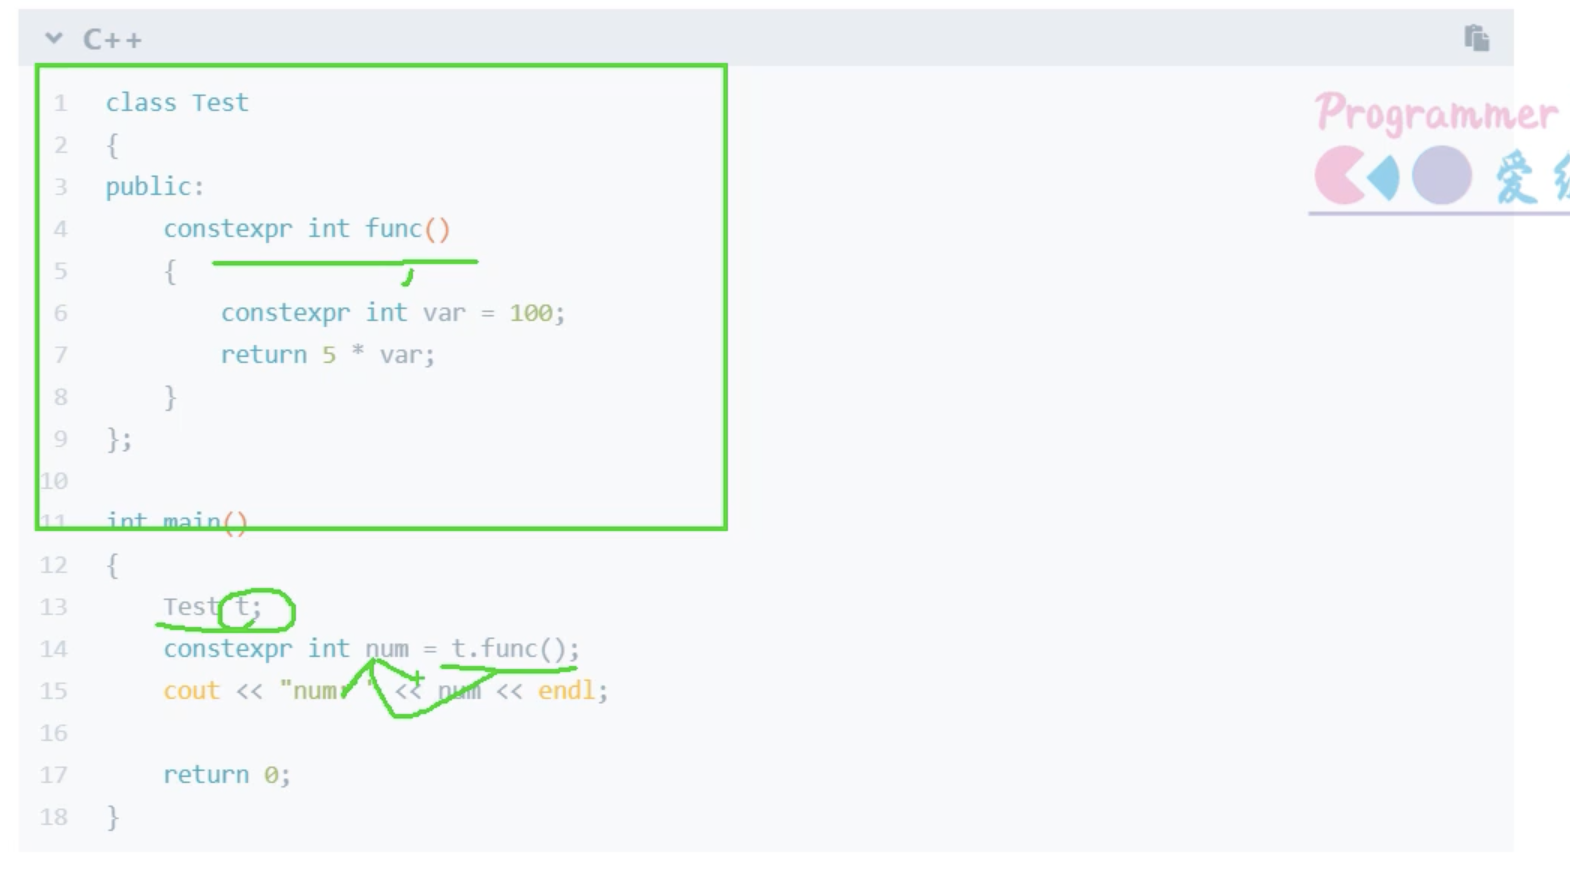 C++
1 class Test
2 {
3 public:
4 constexpr int func()
5 {
6 constexpr int var = 100;
7 return 5 * var;
8 }
9 };
10
11 int main()
12 {
13 Test t;
14 constexpr int num = t.func();
15 cout << "num: " << num << endl;
16
17 return 0;
18 }
Programmer
爱